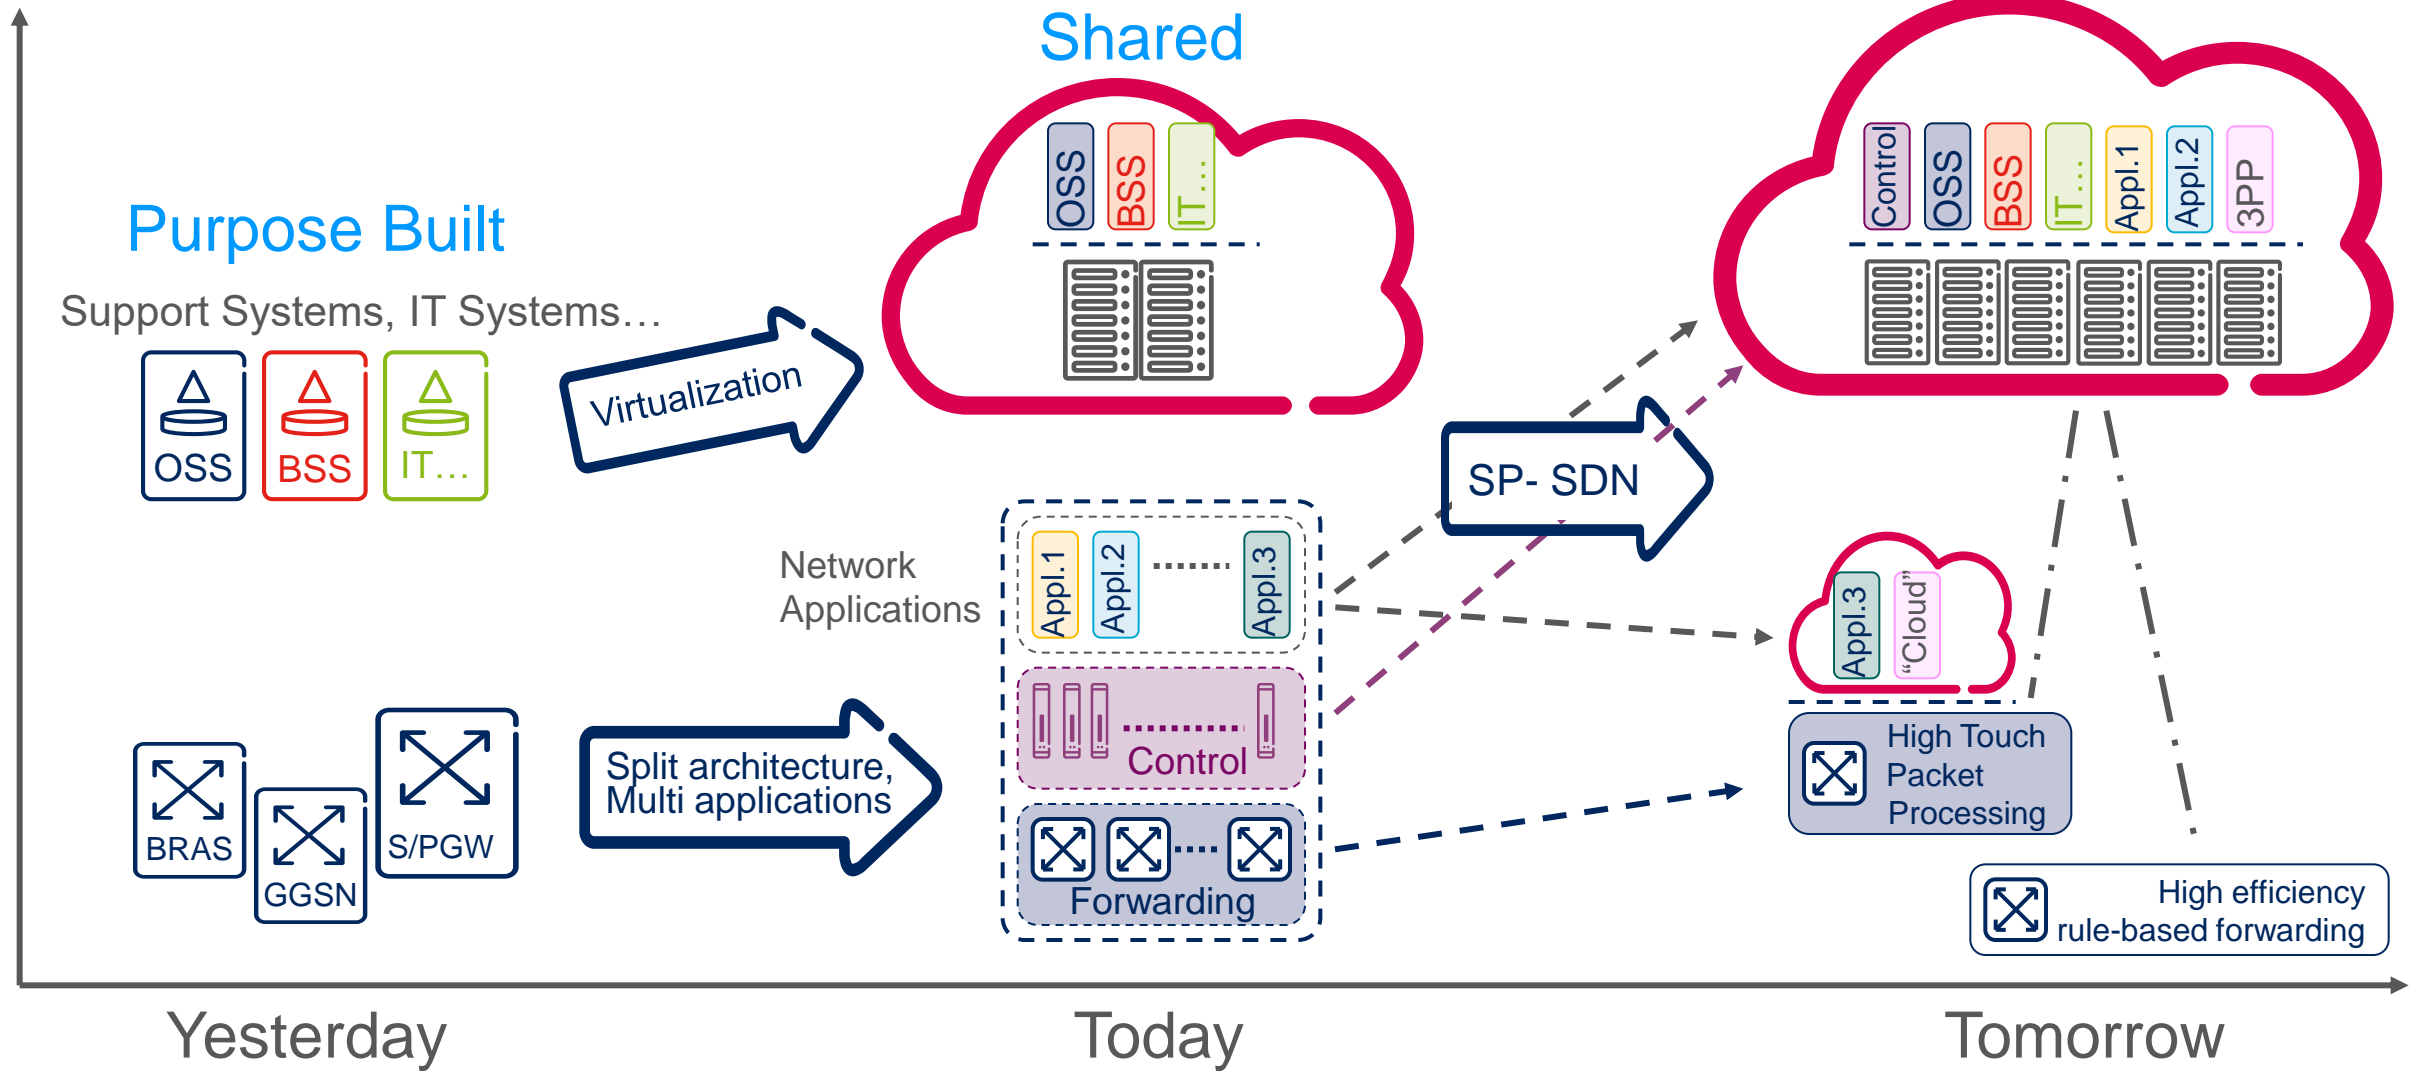 Shared
Purpose Built
Support Systems, IT Systems…
OSS
BSS
IT…
Virtualization
OSS
BSS
IT…
Control
OSS
BSS
IT…
Appl.1
Appl.2
3PP
SP- SDN
Network
Applications
Appl.1
Appl.2
Appl.3
Control
Forwarding
BRAS
GGSN
S/PGW
Split architecture,
Multi applications
Appl.3
“Cloud”
High Touch
Packet
Processing
High efficiency
rule-based forwarding
Yesterday
Today
Tomorrow